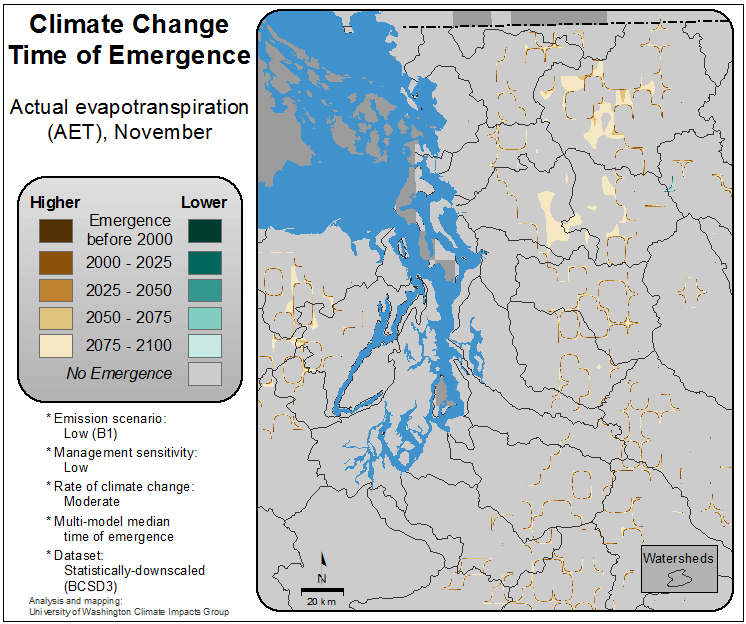 Climate Change
Time of Emergence
Actual evapotranspiration
(AET), November
Higher Lower
Emergence
before 2000
2000 - 2025
2025 - 2050
2050 - 2075
2075 - 2100
No Emergence
* Emission scenario:
Low (B1)
* Management sensitivity:
Low
* Rate of climate change:
Moderate
* Multi-model median
time of emergence
* Dataset:
Statistically-downscaled
(BCSD3)
Analysis and mapping:
University of Washington Climate Impacts Group
N
20 km
Watersheds